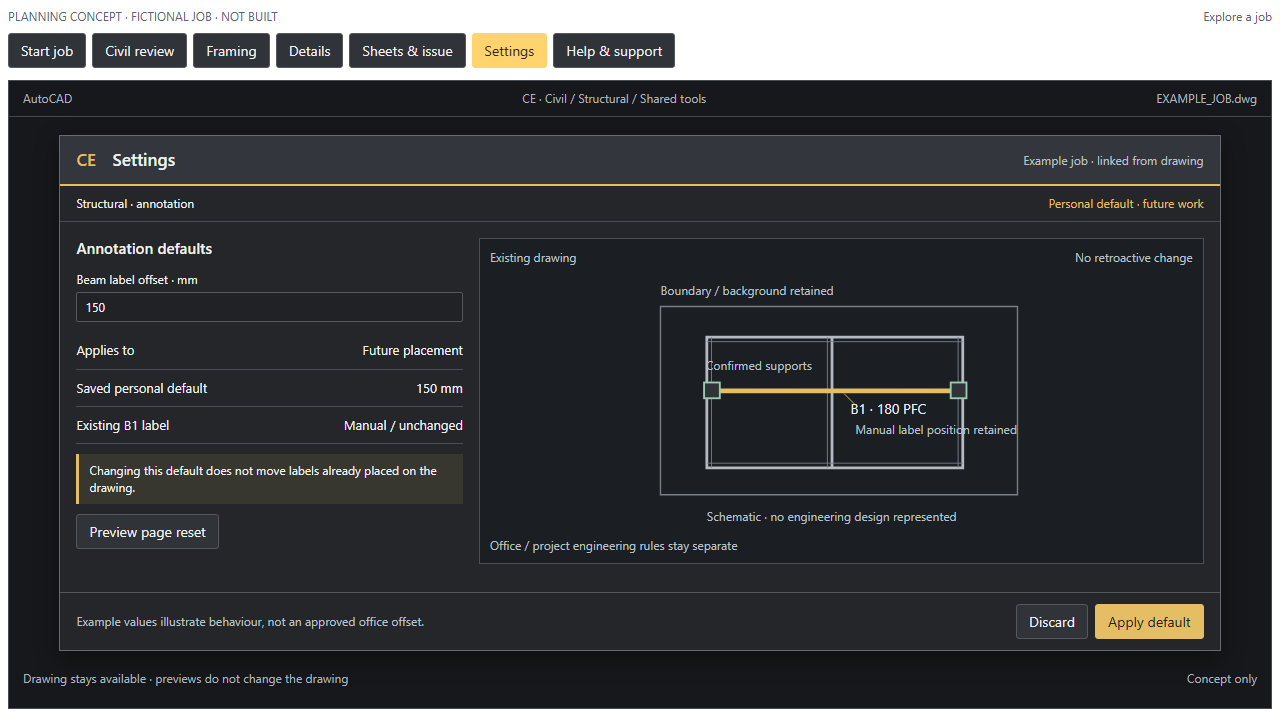 PLANNING CONCEPT · FICTIONAL JOB · NOT BUILT
Explore a job
Start job
Civil review
Framing
Details
Sheets & issue
Settings
Help & support
AutoCAD
CE · Civil / Structural / Shared tools
EXAMPLE_JOB.dwg
CE Settings
Example job · linked from drawing
Structural · annotation
Personal default · future work
Annotation defaults
Beam label offset · mm
150
Applies to
Future placement
Saved personal default
150 mm
Existing B1 label
Manual / unchanged
Changing this default does not move labels already placed on the
drawing.
Preview page reset
Existing drawing
No retroactive change
Boundary / background retained
Confirmed supports
B1 · 180 PFC
Manual label position retained
Schematic · no engineering design represented
Office / project engineering rules stay separate
Example values illustrate behaviour, not an approved office offset.
Discard
Apply default
Drawing stays available · previews do not change the drawing
Concept only